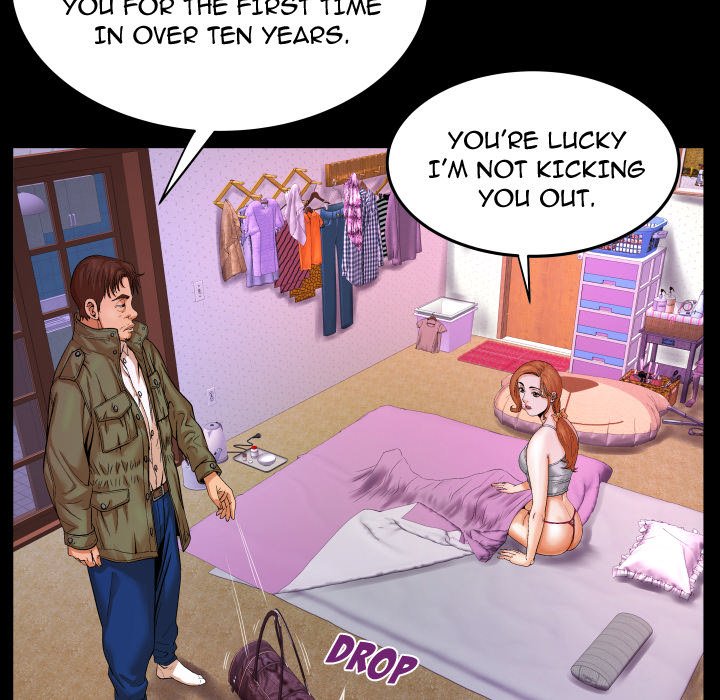 YOU FOR THE FIRST TIME
IN OVER TEN YEARS.
YOU'RE LUCKY
I'M NOT KICKING
YOU OUT.
DROP